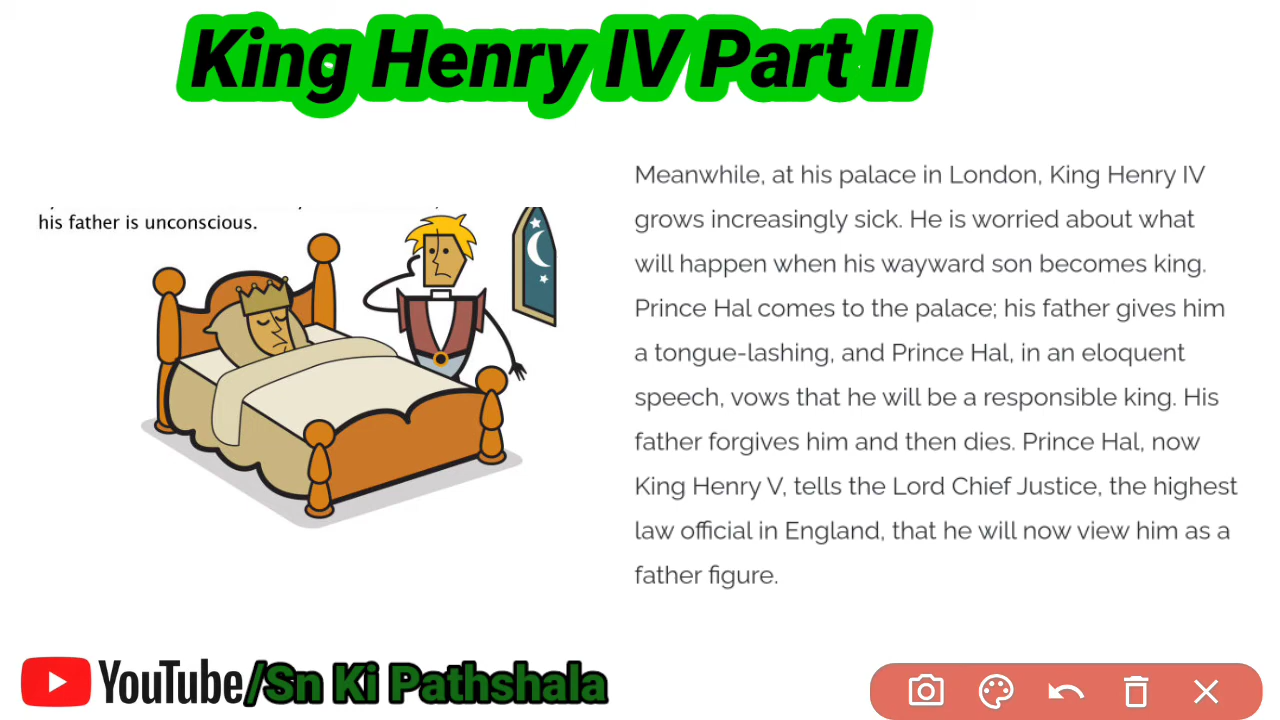 King Henry IV Part II
his father is unconscious.
Meanwhile, at his palace in London, King Henry IV
grows increasingly sick. He is worried about what
will happen when his wayward son becomes king.
Prince Hal comes to the palace; his father gives him
a tongue-lashing, and Prince Hal, in an eloquent
speech, vows that he will be a responsible king. His
father forgives him and then dies. Prince Hal, now
King Henry V, tells the Lord Chief Justice, the highest
law official in England, that he will now view him as a
father figure.
YouTube/Sn Ki Pathshala